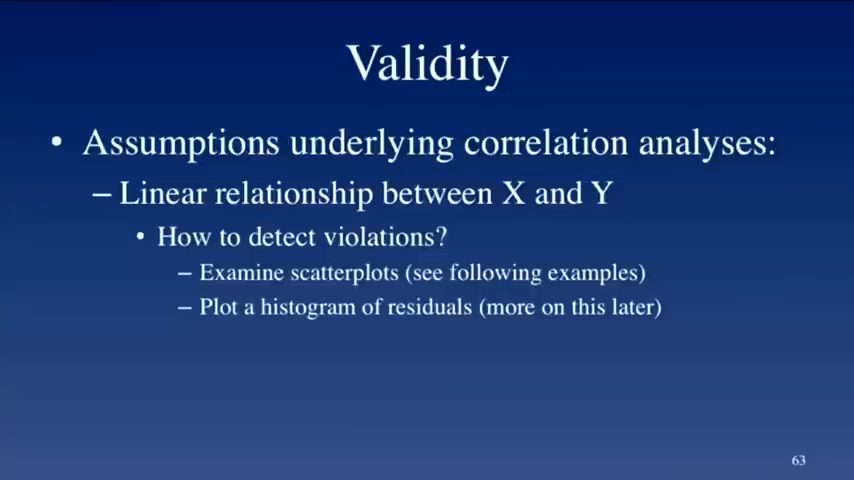 Validity
• Assumptions underlying correlation analyses:
– Linear relationship between X and Y
• How to detect violations?
– Examine scatterplots (see following examples)
– Plot a histogram of residuals (more on this later)
63